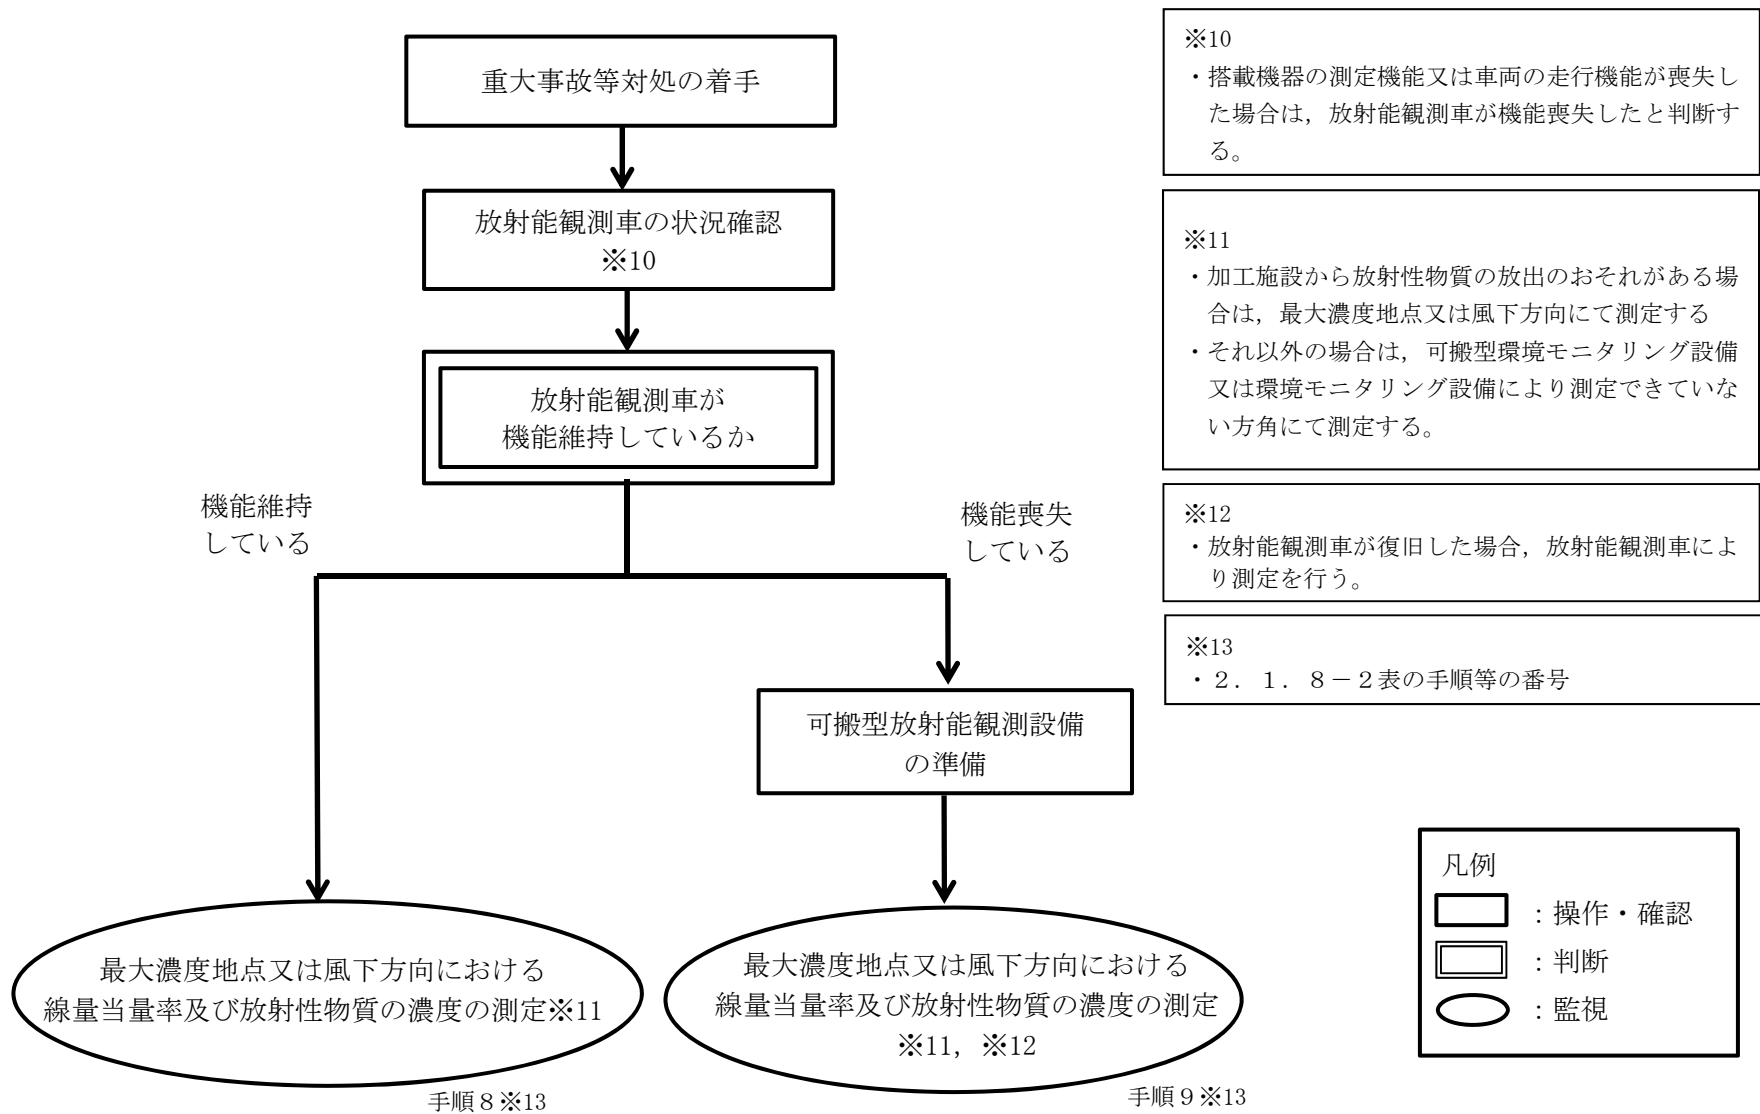 重大事故等対処の着手
放射能観測車の状況確認
※10
放射能観測車が
機能維持しているか
機能維持
している
機能喪失
している
可搬型放射能観測設備
の準備
最大濃度地点又は風下方向における
線量当量率及び放射性物質の濃度の測定※11
手順8※13
最大濃度地点又は風下方向における
線量当量率及び放射性物質の濃度の測定
※11，※12
手順9※13
※10
・搭載機器の測定機能又は車両の走行機能が喪失し
た場合は，放射能観測車が機能喪失したと判断す
る。
※11
・加工施設から放射性物質の放出のおそれがある場
合は，最大濃度地点又は風下方向にて測定する
・それ以外の場合は，可搬型環境モニタリング設備
又は環境モニタリング設備により測定できていな
い方角にて測定する。
※12
・放射能観測車が復旧した場合，放射能観測車によ
り測定を行う。
※13
・２．１．８－２表の手順等の番号
凡例
：操作・確認
：判断
：監視